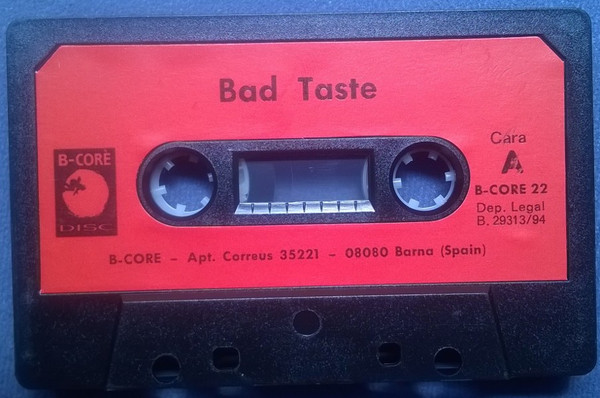 Bad Taste
B-CORE
DISC
Cara
A
B-CORE 22
Dep. Legal
B. 29313/94
B-CORE - Apt. Correus 35221 - 08080 Barna (Spain)